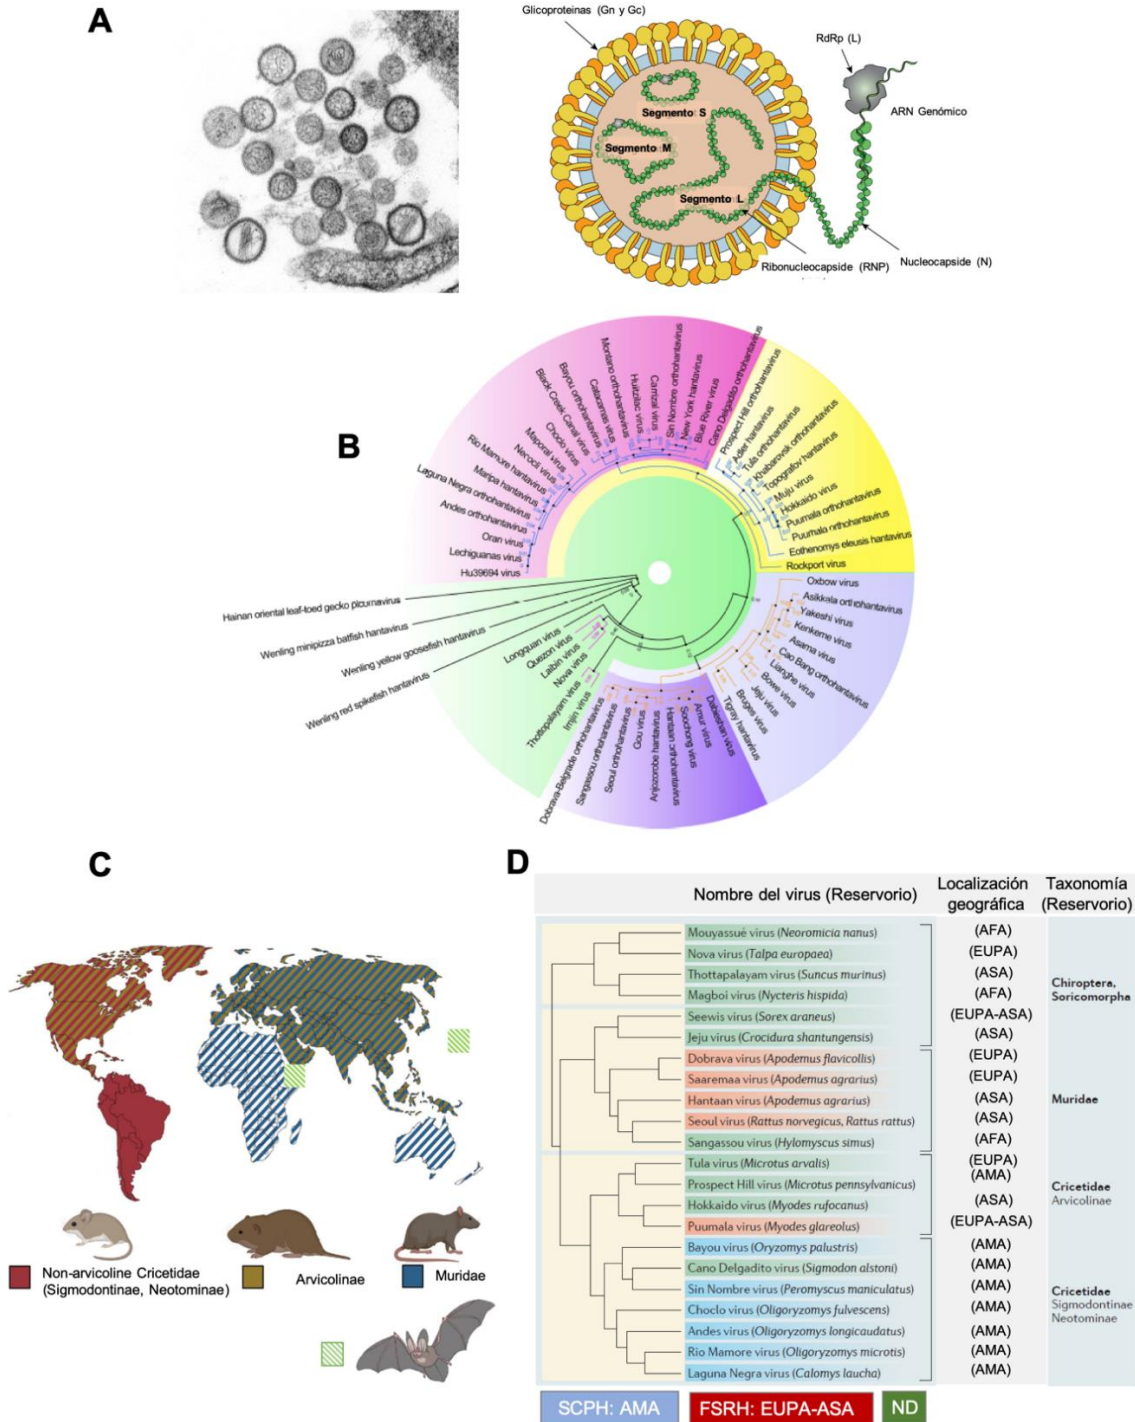 A
Glicoproteinas (Gn y Gc)
RdRp (L)
ARN Genómico
Segmento S
Segmento M
Segmento L
Ribonucleocapside (RNP)
Nucleocapside (N)
B
Hu39694 virus
Lechiguanas virus
Oran virus
Andes orthohantavirus
Laguna Negra orthohantavirus
Maripa hantavirus
Rio Mamore hantavirus
Necocli virus
Maporal virus
Choclo virus
Black Creek Canal virus
Bayou orthohantavirus
Catacamas virus
Montano orthohantavirus
Huitzilac virus
Carrizal virus
Sin Nombre orthohantavirus
New York hantavirus
Blue River virus
Cano Delgadito orthohantavirus
Prospect Hill orthohantavirus
Adler hantavirus
Tula orthohantavirus
Khabarovsk orthohantavirus
Topografov hantavirus
Muju virus
Hokkaido virus
Puumala orthohantavirus
Puumala orthohantavirus
Eothenomys eleusis hantavirus
Rockport virus
Oxbow virus
Asikkala orthohantavirus
Yakeshi virus
Kenkeme virus
Asama virus
Cao Bang orthohantavirus
Lianghe virus
Bowe virus
Jeju virus
Bruges virus
Tigray hantavirus
Dabieshan virus
Amur virus
Soochong virus
Hantaan orthohantavirus
Anjozorobe hantavirus
Gou virus
Seoul orthohantavirus
Sangassou orthohantavirus
Dobrava-Belgrade orthohantavirus
Imjin virus
Thottopalayam virus
Nova virus
Laibin virus
Quezon virus
Longquan virus
Wenling red spikefish hantavirus
Wenling yellow goosefish hantavirus
Wenling minipizza batfish hantavirus
Hainan oriental leaf-toed gecko picurnavirus
C
Non-arvicoline Cricetidae
(Sigmodontinae, Neotominae)
Arvicolinae
Muridae
D
Nombre del virus (Reservorio)
Localización
geográfica
Taxonomía
(Reservorio)
Mouyassué virus (Neoromicia nanus) (AFA)
Nova virus (Talpa europaea) (EUPA)
Thottapalayam virus (Suncus murinus) (ASA)
Magboi virus (Nycteris hispida) (AFA)
Chiroptera,
Soricomorpha
Seewis virus (Sorex araneus) (EUPA-ASA)
Jeju virus (Crocidura shantungensis) (ASA)
Dobrava virus (Apodemus flavicollis) (EUPA)
Saaremaa virus (Apodemus agrarius) (EUPA)
Hantaan virus (Apodemus agrarius) (ASA)
Muridae
Seoul virus (Rattus norvegicus, Rattus rattus) (ASA)
Sangassou virus (Hylomyscus simus) (AFA)
Tula virus (Microtus arvalis) (EUPA)
Prospect Hill virus (Microtus pennsylvanicus) (AMA)
Cricetidae
Arvicolinae
Hokkaido virus (Myodes rufocanus) (ASA)
Puumala virus (Myodes glareolus) (EUPA-ASA)
Bayou virus (Oryzomys palustris) (AMA)
Cano Delgadito virus (Sigmodon alstoni) (AMA)
Sin Nombre virus (Peromyscus maniculatus) (AMA)
Cricetidae
Sigmodontinae
Neotominae
Choclo virus (Oligoryzomys fulvescens) (AMA)
Andes virus (Oligoryzomys longicaudatus) (AMA)
Rio Mamore virus (Oligoryzomys microtis) (AMA)
Laguna Negra virus (Calomys laucha) (AMA)
SCPH: AMA
FSRH: EUPA-ASA
ND